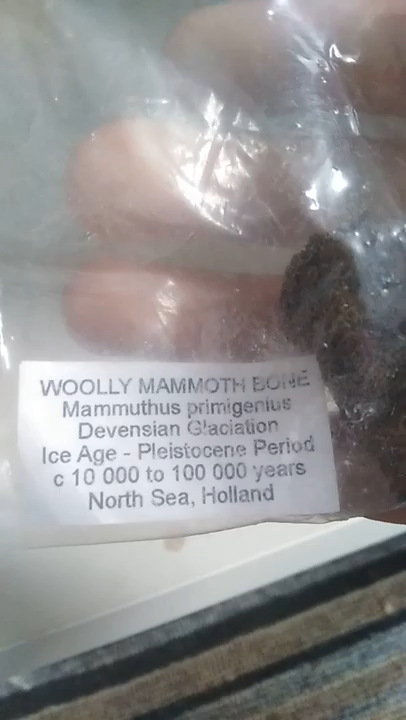 WOOLLY MAMMOTH BONE
Mammuthus primigenius
Devensian Glaciation
Ice Age - Pleistocene Period
c 10 000 to 100 000 years
North Sea, Holland